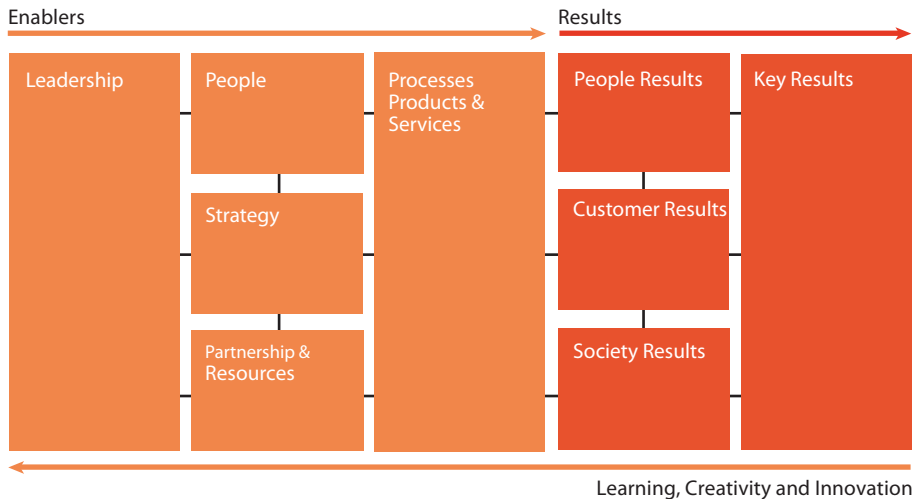 Enablers
Results
Leadership
People
Processes
Products &
Services
People Results
Key Results
Strategy
Customer Results
Partnership &
Resources
Society Results
Learning, Creativity and Innovation